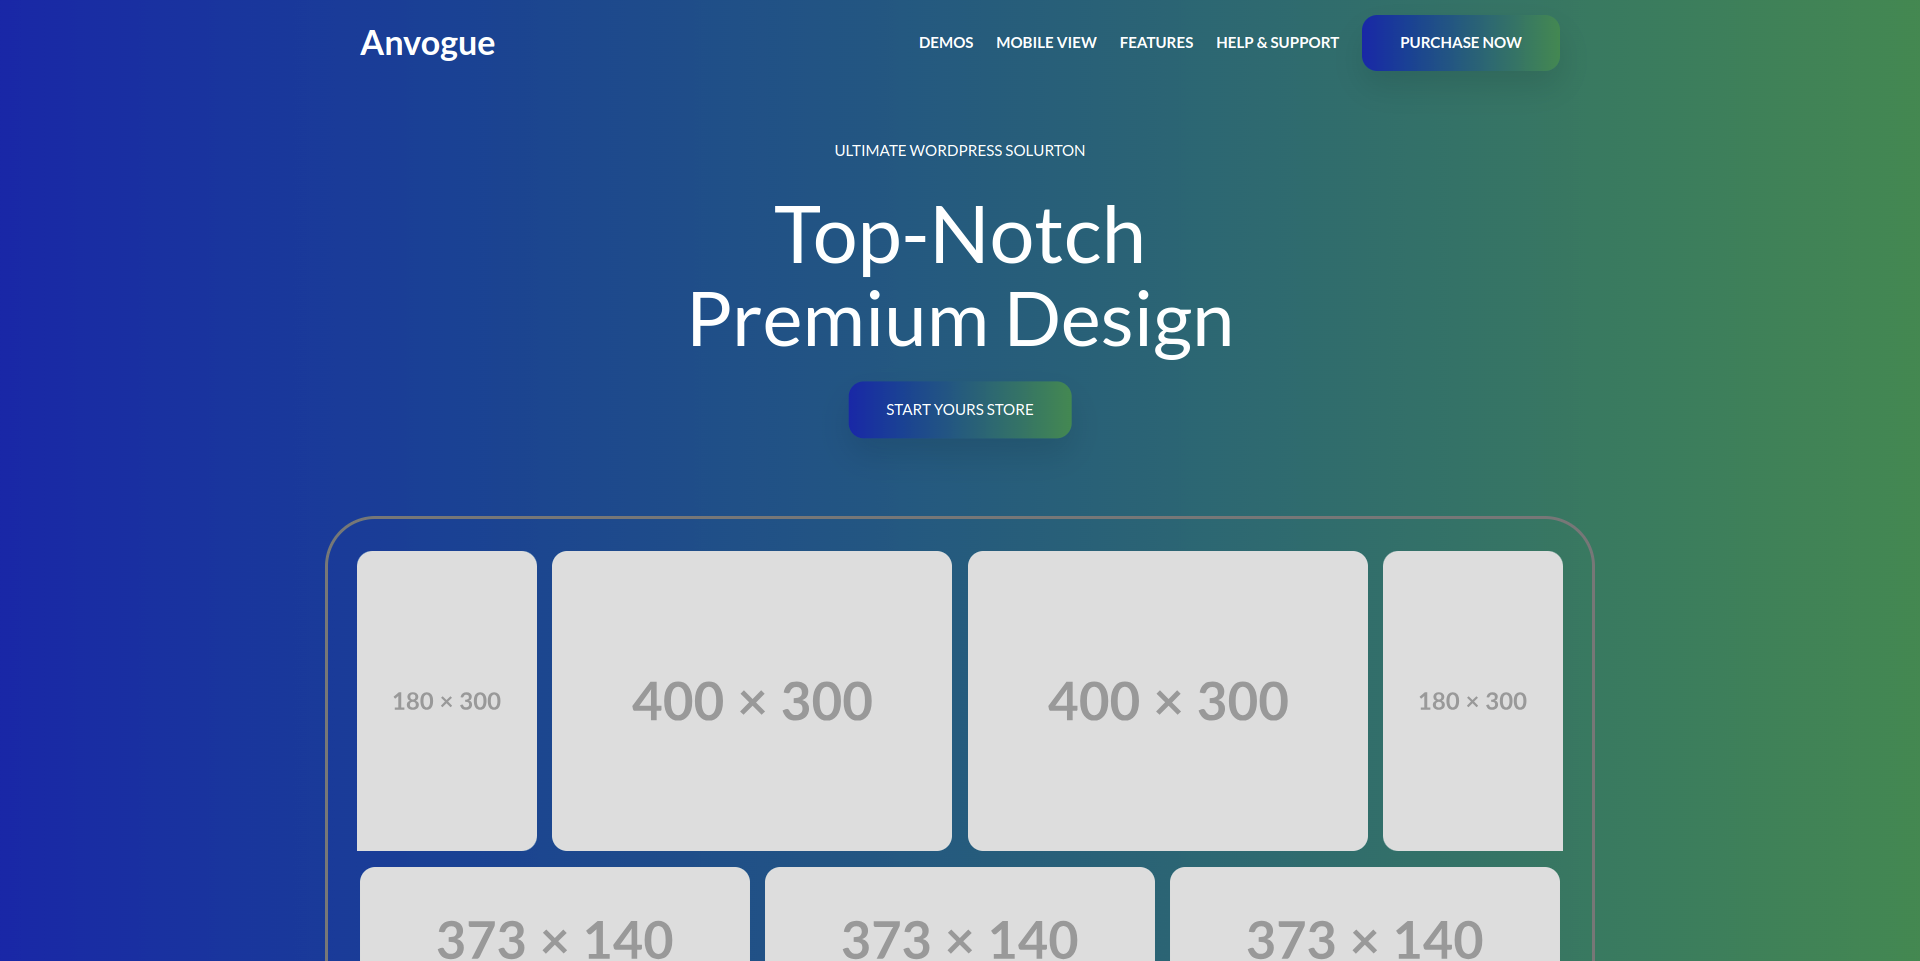 Anvogue
DEMOS
MOBILE VIEW
FEATURES
HELP & SUPPORT
PURCHASE NOW
ULTIMATE WORDPRESS SOLURTON
Top-Notch
Premium Design
START YOURS STORE
180 × 300
400 × 300
400 × 300
180 × 300
373 × 140
373 × 140
373 × 140